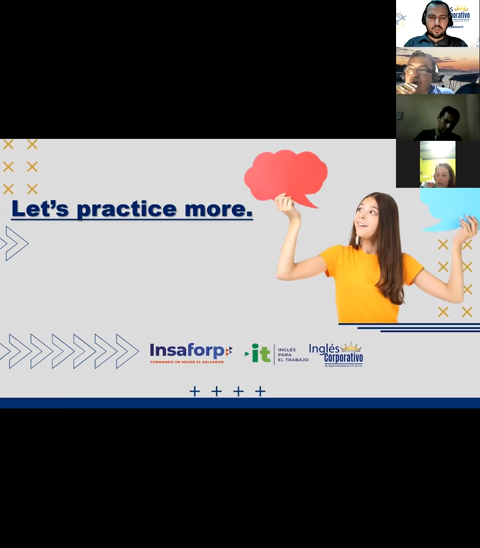 Let's practice more.
Insaforp
FORMANDO UN MEJOR EL SALVADOR
it
INGLÉS
PARA
EL TRABAJO
Inglés
Corporativo